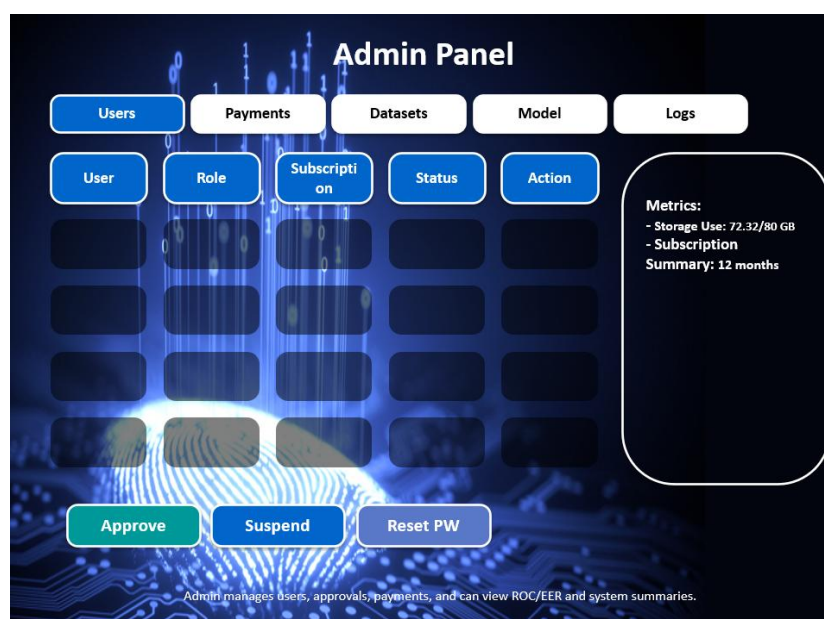 Admin Panel
Users
Payments
Datasets
Model
Logs
User
Role
Subscripti
on
Status
Action
Metrics:
- Storage Use: 72.32/80 GB
- Subscription
Summary: 12 months
Approve
Suspend
Reset PW
Admin manages users, approvals, payments, and can view ROC/EER and system summaries.